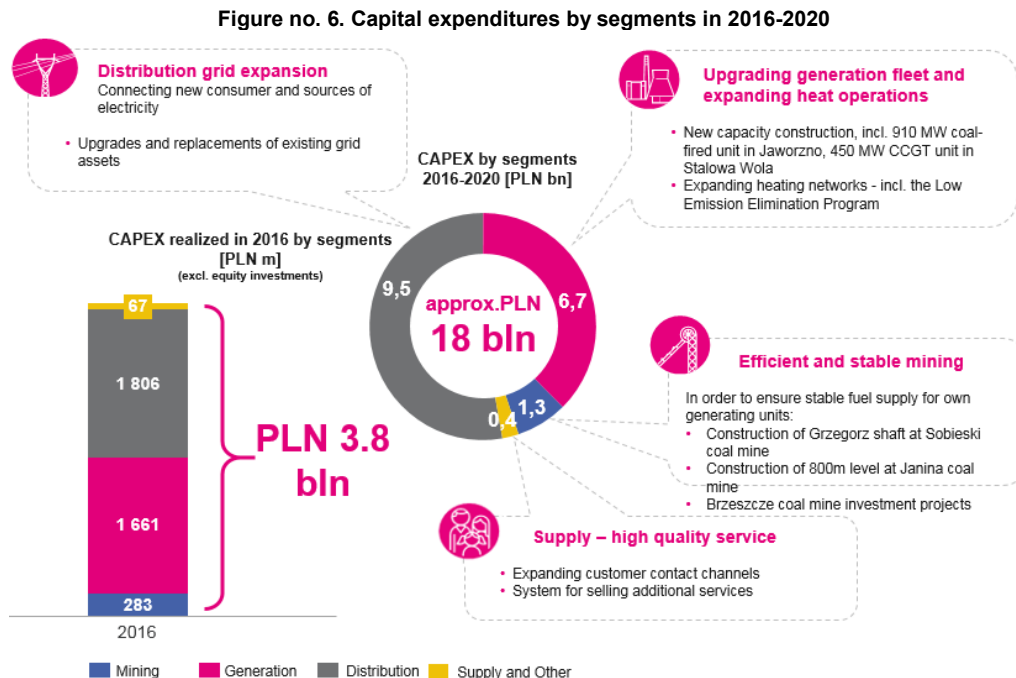 Figure no. 6. Capital expenditures by segments in 2016-2020
Distribution grid expansion
Connecting new consumer and sources of
electricity
• Upgrades and replacements of existing grid
assets
Upgrading generation fleet and
expanding heat operations
• New capacity construction, incl. 910 MW coal-
fired unit in Jaworzno, 450 MW CCGT unit in
Stalowa Wola
• Expanding heating networks - incl. the Low
Emission Elimination Program
CAPEX by segments
2016-2020 [PLN bn]
9,5
6,7
1,3
0,4
approx.PLN
18 bln
CAPEX realized in 2016 by segments
[PLN m]
(excl. equity investments)
67
1 806
1 661
283
2016
PLN 3.8
bln
Efficient and stable mining
In order to ensure stable fuel supply for own
generating units:
• Construction of Grzegorz shaft at Sobieski
coal mine
• Construction of 800m level at Janina coal
mine
• Brzeszcze coal mine investment projects
Supply – high quality service
• Expanding customer contact channels
• System for selling additional services
Mining
Generation
Distribution
Supply and Other